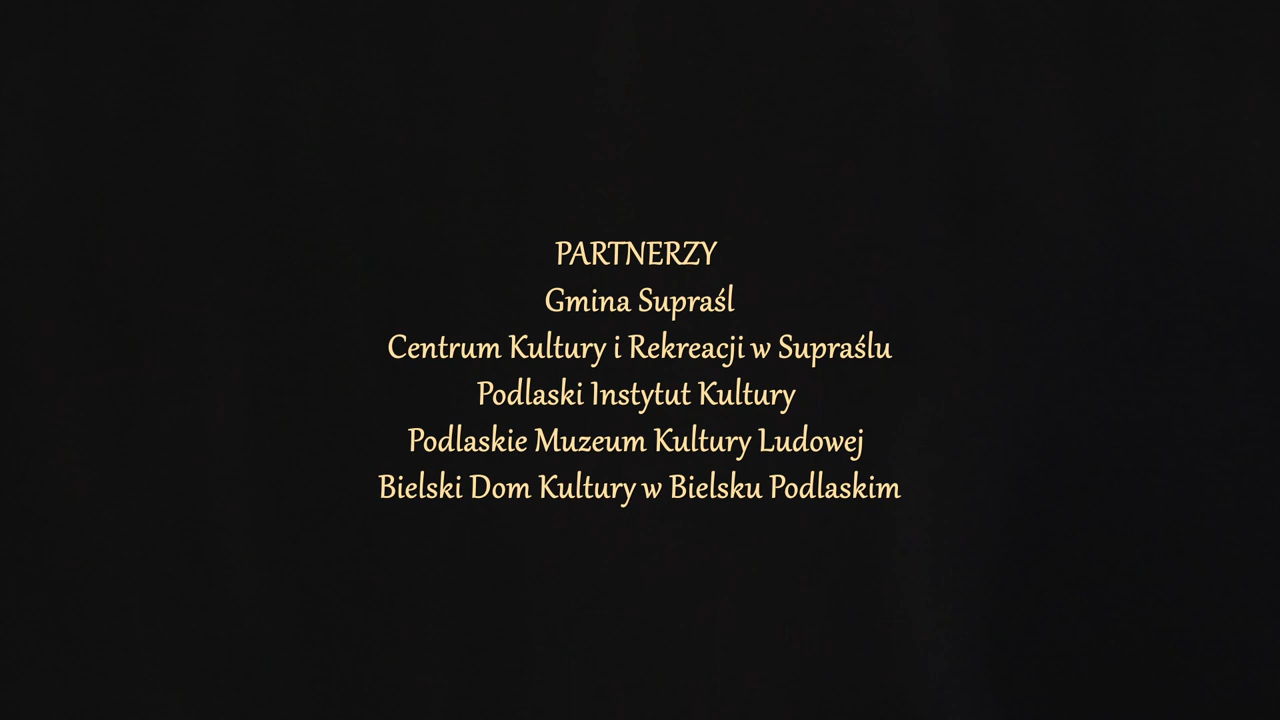 PARTNERZY
Gmina Supraśl
Centrum Kultury i Rekreacji w Supraślu
Podlaski Instytut Kultury
Podlaskie Muzeum Kultury Ludowej
Bielski Dom Kultury w Bielsku Podlaskim